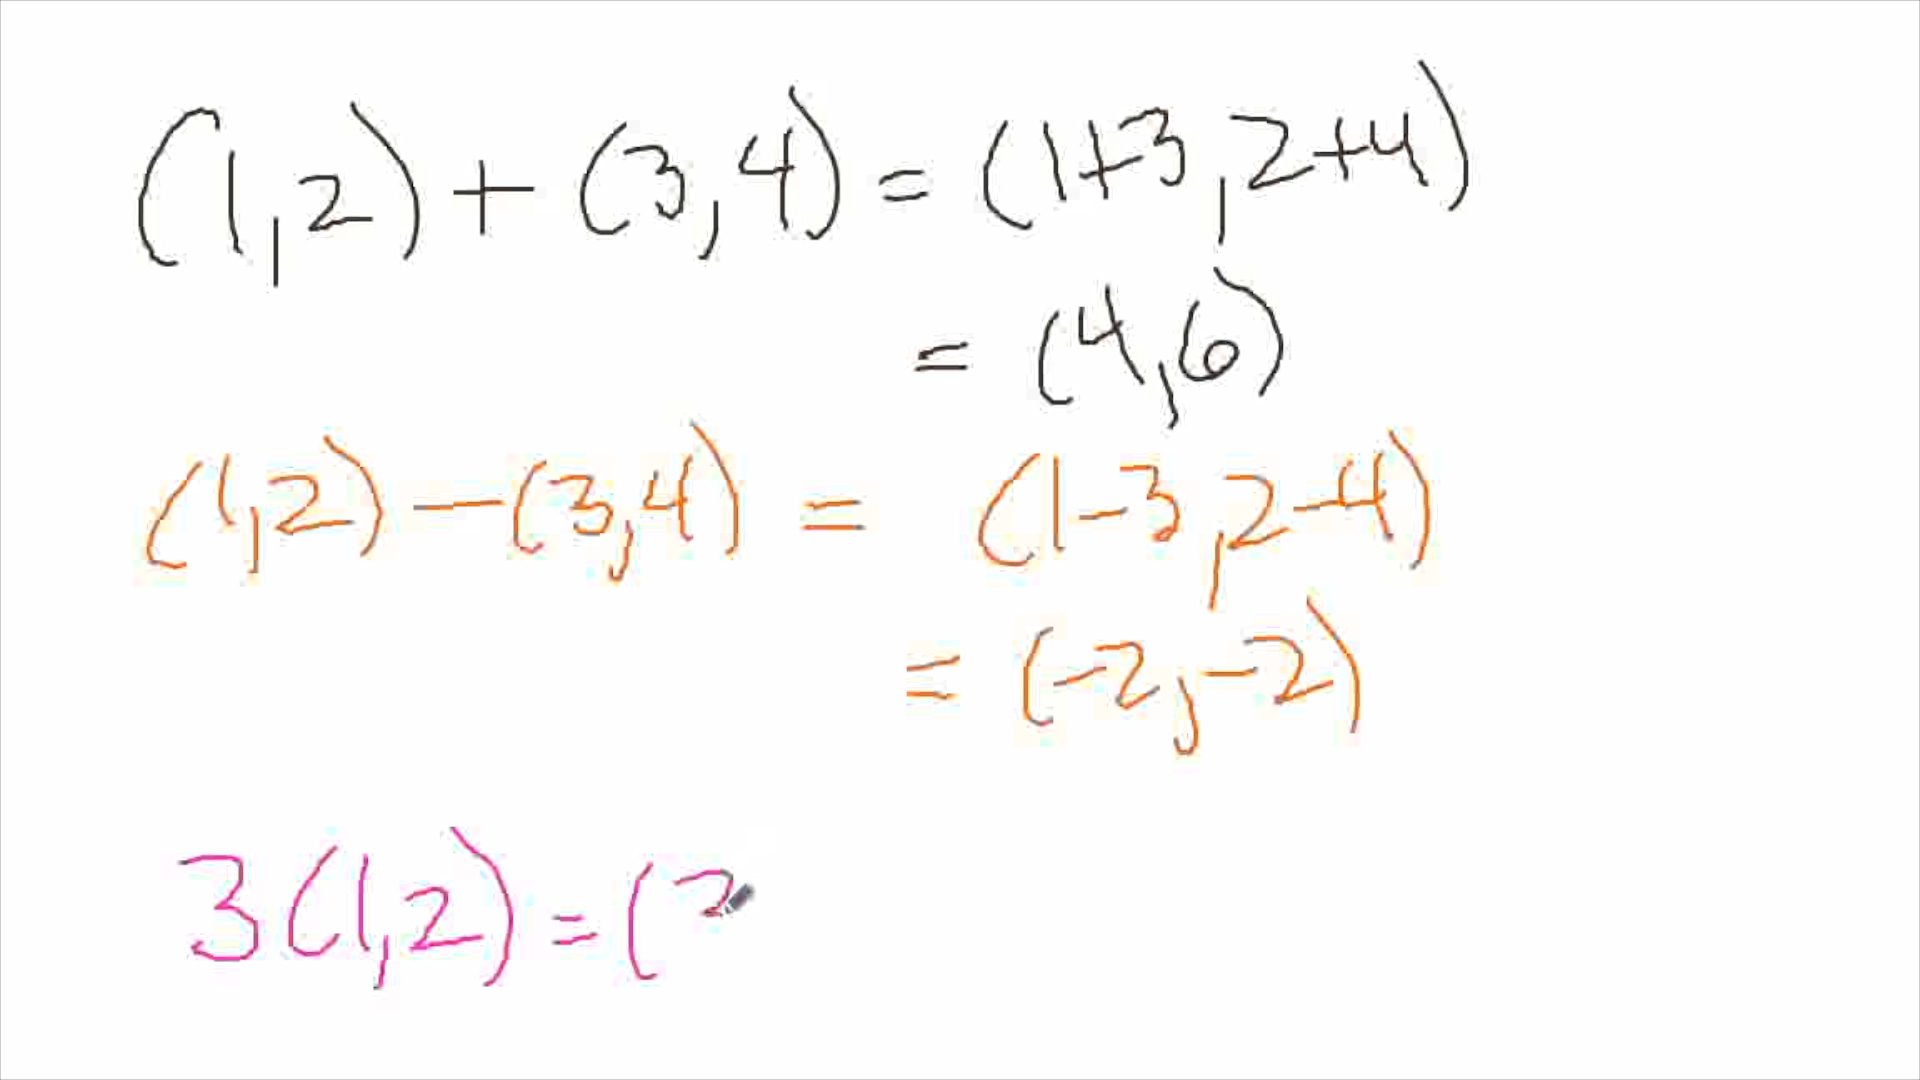 (1,2) + (3,4) = (1+3,2+4)
= (4,6)
(1,2) - (3,4) = (1-3,2-4)
= (-2,-2)
3(1,2) = (